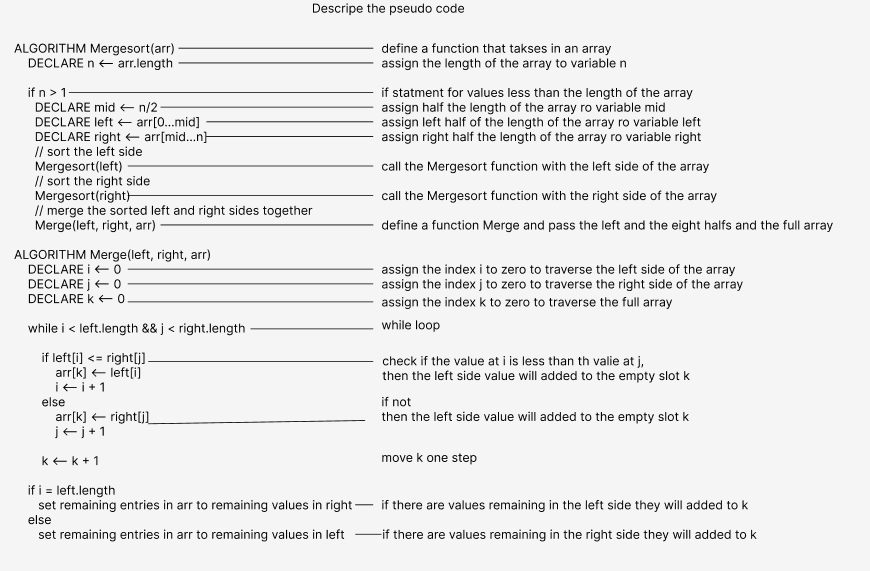 Descripe the pseudo code
ALGORITHM Mergesort(arr) define a function that takses in an array
DECLARE n ← arr.length assign the length of the array to variable n
if n > 1 if statment for values less than the length of the array
DECLARE mid ← n/2 assign half the length of the array ro variable mid
DECLARE left ← arr[0...mid] assign left half of the length of the array ro variable left
DECLARE right ← arr[mid...n] assign right half the length of the array ro variable right
// sort the left side
Mergesort(left) call the Mergesort function with the left side of the array
// sort the right side
Mergesort(right) call the Mergesort function with the right side of the array
// merge the sorted left and right sides together
Merge(left, right, arr) define a function Merge and pass the left and the eight halfs and the full array
ALGORITHM Merge(left, right, arr)
DECLARE i ← 0 assign the index i to zero to traverse the left side of the array
DECLARE j ← 0 assign the index j to zero to traverse the right side of the array
DECLARE k ← 0 assign the index k to zero to traverse the full array
while i < left.length && j < right.length while loop
if left[i] <= right[j] check if the value at i is less than th valie at j,
arr[k] ← left[i] then the left side value will added to the empty slot k
i ← i + 1
else if not
arr[k] ← right[j] then the left side value will added to the empty slot k
j ← j + 1
k ← k + 1 move k one step
if i = left.length
set remaining entries in arr to remaining values in right if there are values remaining in the left side they will added to k
else
set remaining entries in arr to remaining values in left if there are values remaining in the right side they will added to k